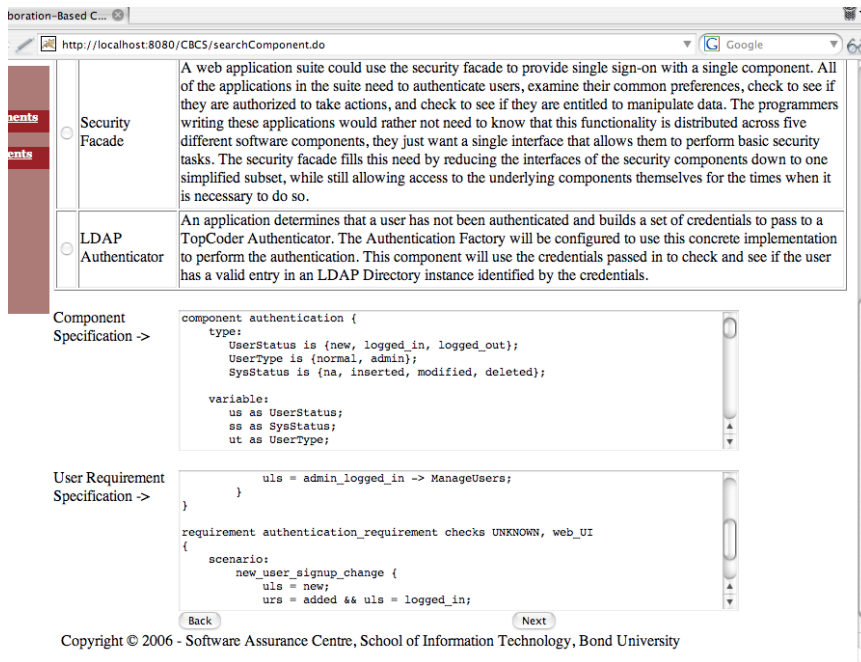 boration-Based C...
http://localhost:8080/CBCS/searchComponent.do
Google
A web application suite could use the security facade to provide single sign-on with a single component. All
of the applications in the suite need to authenticate users, examine their common preferences, check to see if
they are authorized to take actions, and check to see if they are entitled to manipulate data. The programmers
writing these applications would rather not need to know that this functionality is distributed across five
different software components, they just want a single interface that allows them to perform basic security
tasks. The security facade fills this need by reducing the interfaces of the security components down to one
simplified subset, while still allowing access to the underlying components themselves for the times when it
is necessary to do so.
nents
ents
Security
Facade
An application determines that a user has not been authenticated and builds a set of credentials to pass to a
TopCoder Authenticator. The Authentication Factory will be configured to use this concrete implementation
to perform the authentication. This component will use the credentials passed in to check and see if the user
has a valid entry in an LDAP Directory instance identified by the credentials.
LDAP
Authenticator
Component
Specification ->
component authentication {
type:
UserStatus is {new, logged_in, logged_out};
UserType is {normal, admin};
SysStatus is {na, inserted, modified, deleted};
variable:
us as UserStatus;
ss as SysStatus;
ut as UserType;
User Requirement
Specification ->
uls = admin_logged_in -> ManageUsers;
}
}
requirement authentication_requirement checks UNKNOWN, web_UI
{
scenario:
new_user_signup_change {
uls = new;
urs = added && uls = logged_in;
Back
Next
Copyright © 2006 - Software Assurance Centre, School of Information Technology, Bond University